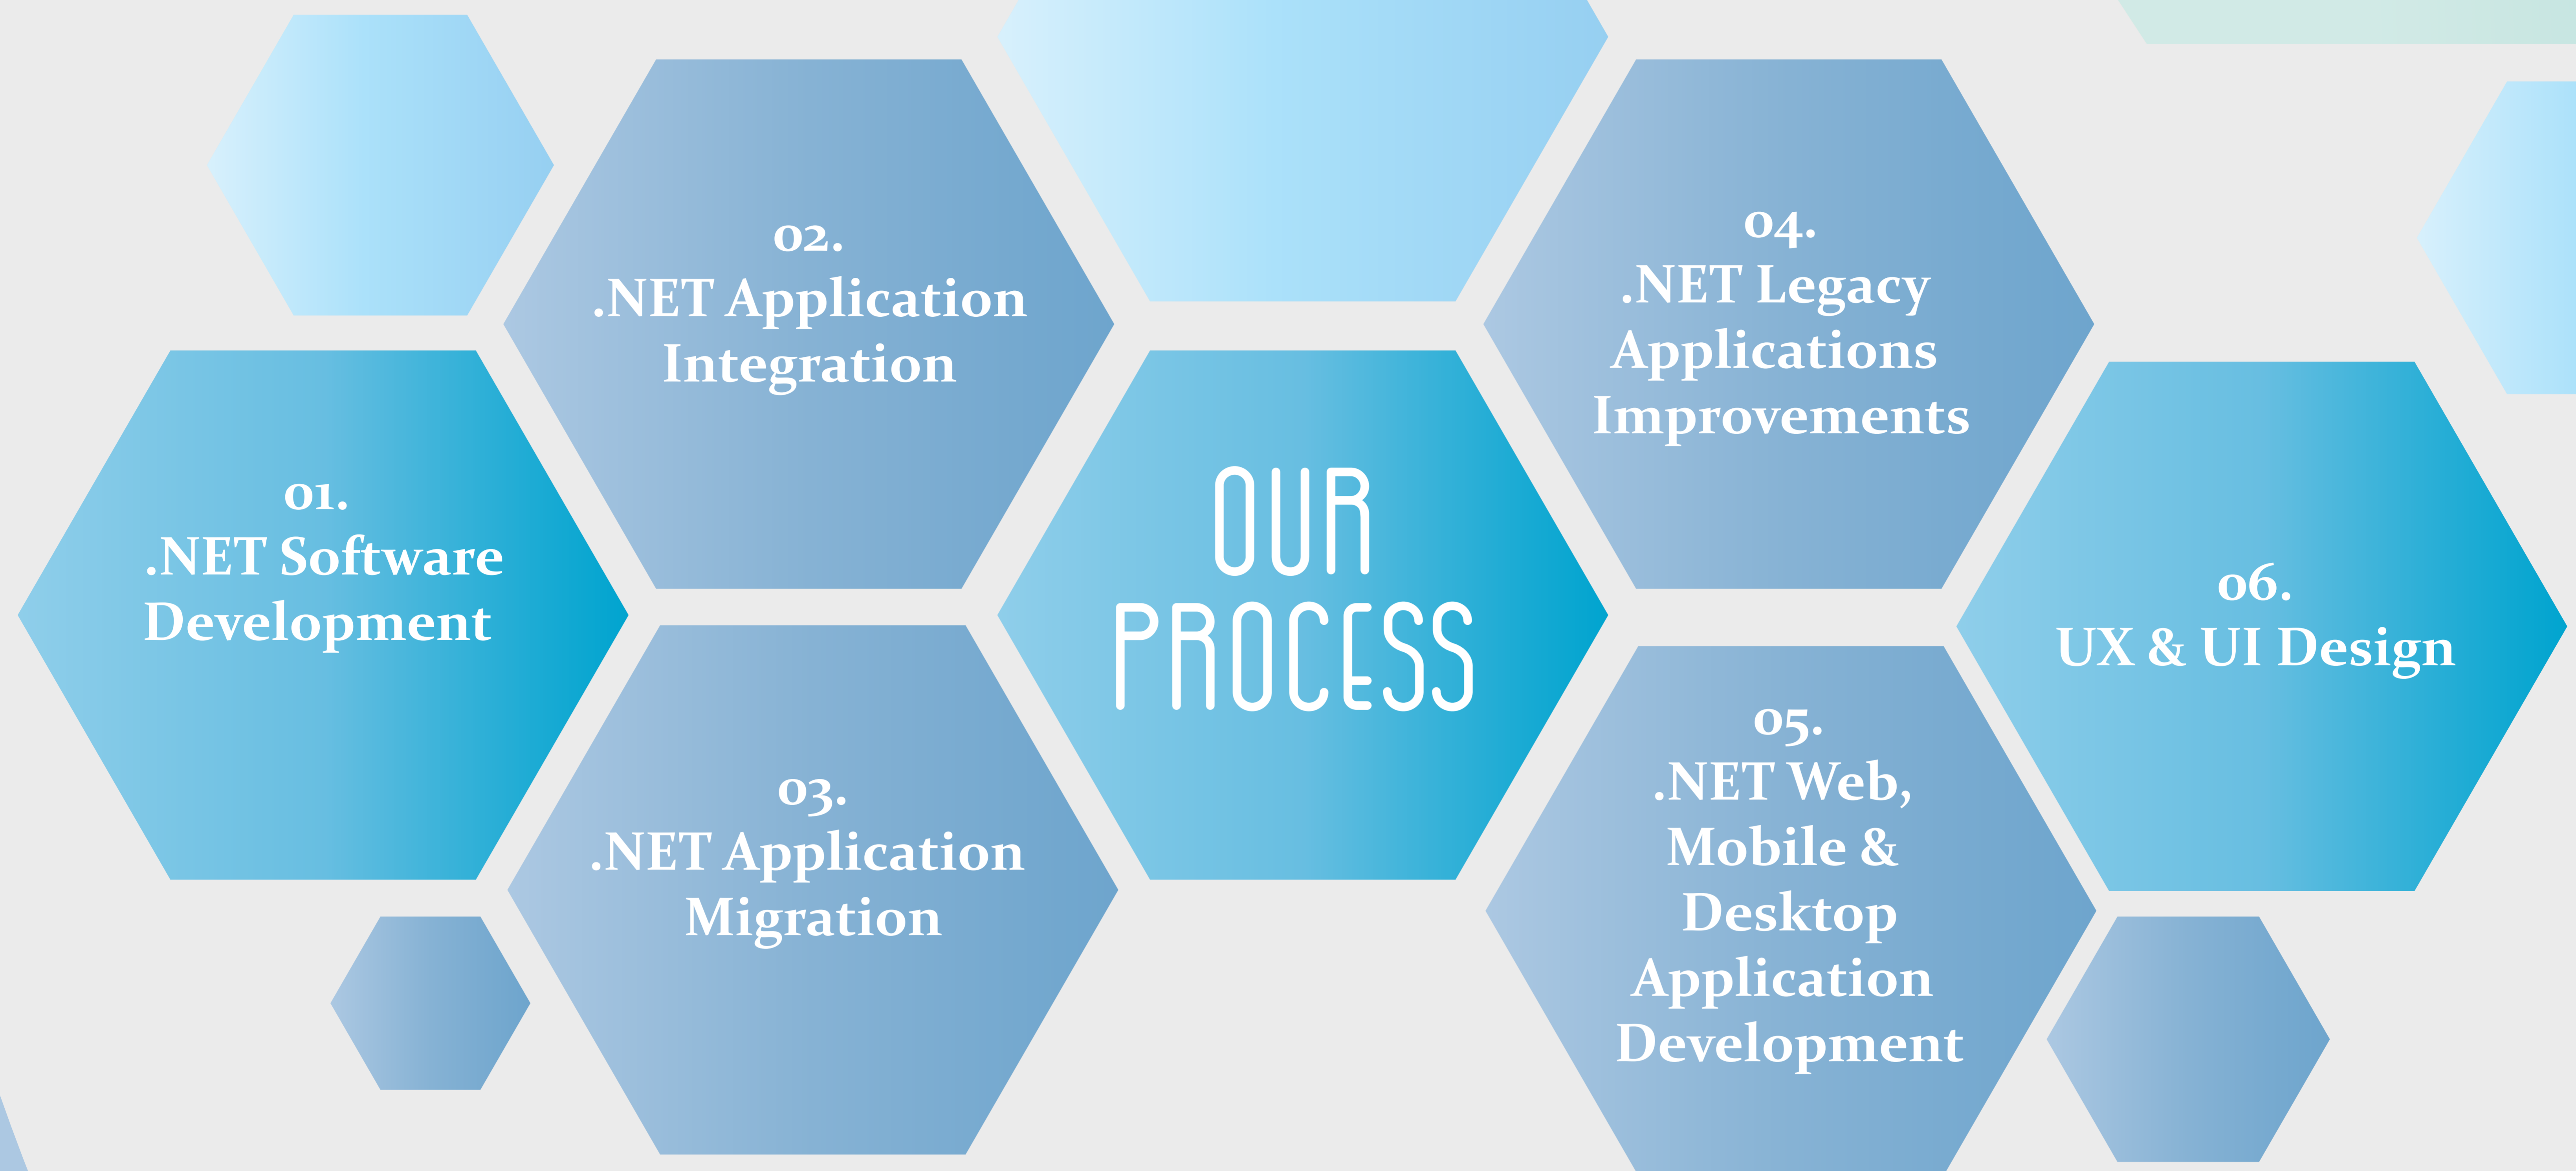 01.
.NET Software
Development
02.
.NET Application
Integration
03.
.NET Application
Migration
OUR
PROCESS
04.
.NET Legacy
Applications
Improvements
05.
.NET Web,
Mobile &
Desktop
Application
Development
06.
UX & UI Design